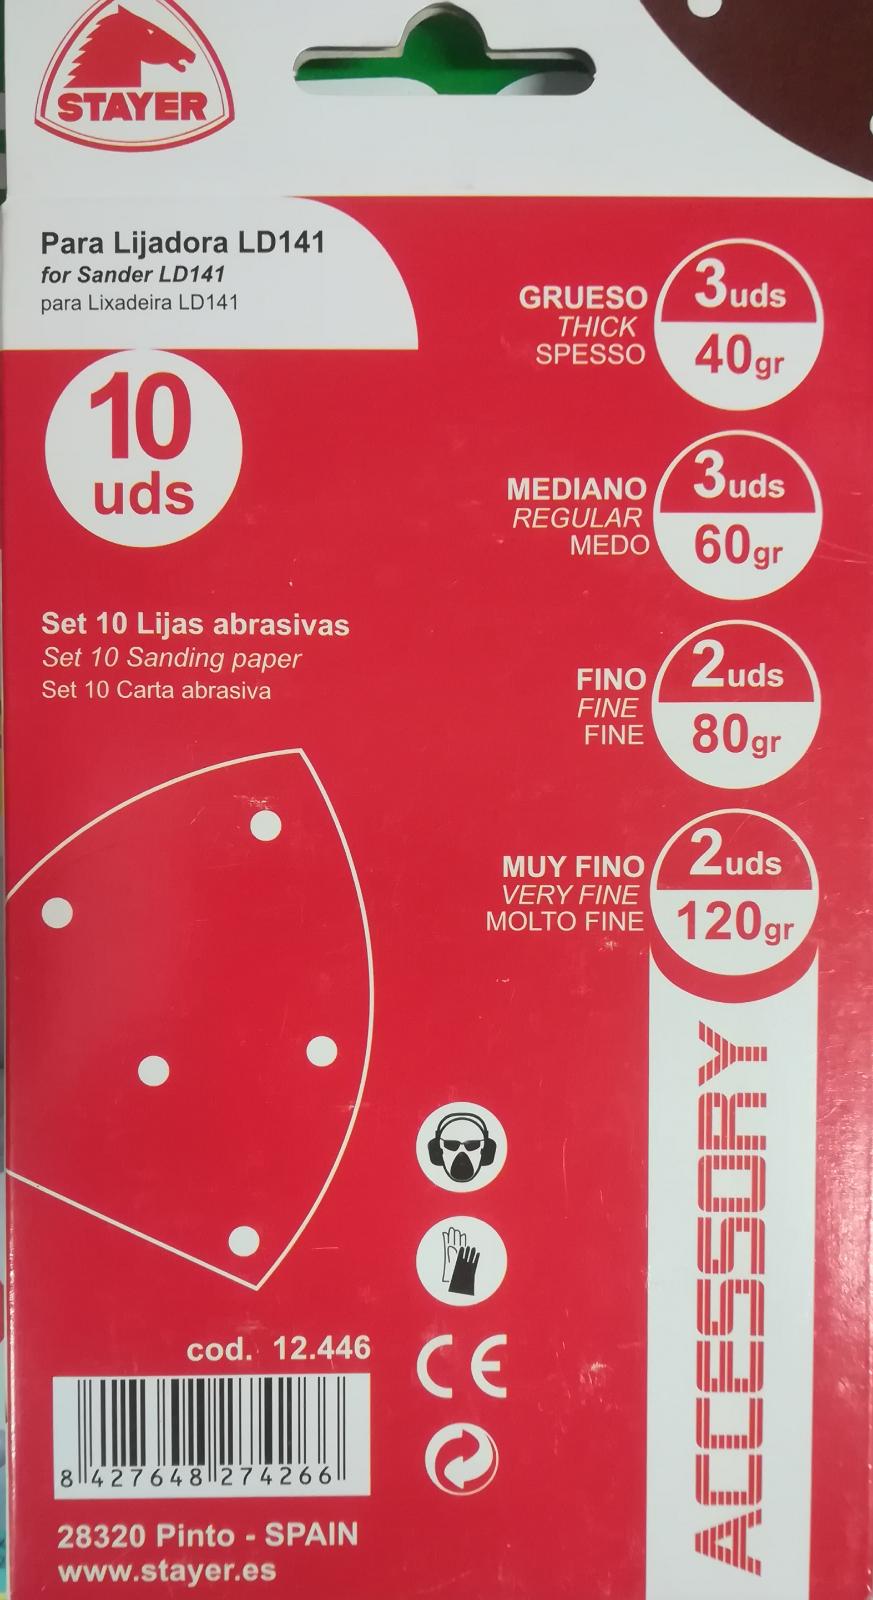 STAYER
Para Lijadora LD141
for Sander LD141
para Lixadeira LD141
10
uds
Set 10 Lijas abrasivas
Set 10 Sanding paper
Set 10 Carta abrasiva
GRUESO
THICK
SPESSO
3uds
40gr
MEDIANO
REGULAR
MEDO
3uds
60gr
FINO
FINE
FINE
2uds
80gr
MUY FINO
VERY FINE
MOLTO FINE
2uds
120gr
ACCESSORY
cod. 12.446
CE
8 427648 274266
28320 Pinto - SPAIN
www.stayer.es